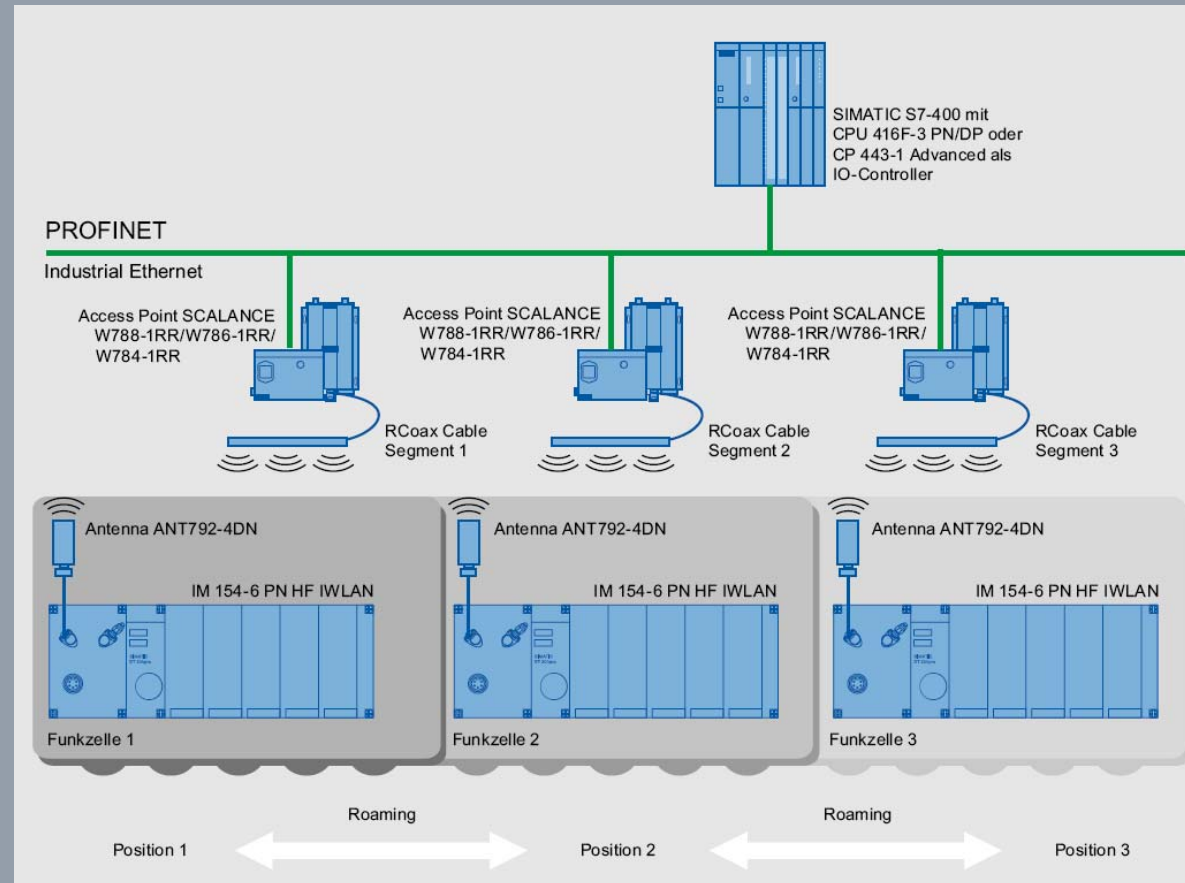 SIMATIC S7-400 mit
CPU 416F-3 PN/DP oder
CP 443-1 Advanced als
IO-Controller
PROFINET
Industrial Ethernet
Access Point SCALANCE
W788-1RR/W786-1RR/
W784-1RR
Access Point SCALANCE
W788-1RR/W786-1RR/
W784-1RR
Access Point SCALANCE
W788-1RR/W786-1RR/
W784-1RR
RCoax Cable
Segment 1
RCoax Cable
Segment 2
RCoax Cable
Segment 3
Antenna ANT792-4DN
Antenna ANT792-4DN
Antenna ANT792-4DN
IM 154-6 PN HF IWLAN
IM 154-6 PN HF IWLAN
IM 154-6 PN HF IWLAN
SIMATIC
SIMATIC
SIMATIC
Funkzelle 1
Funkzelle 2
Funkzelle 3
Roaming
Roaming
Position 1
Position 2
Position 3